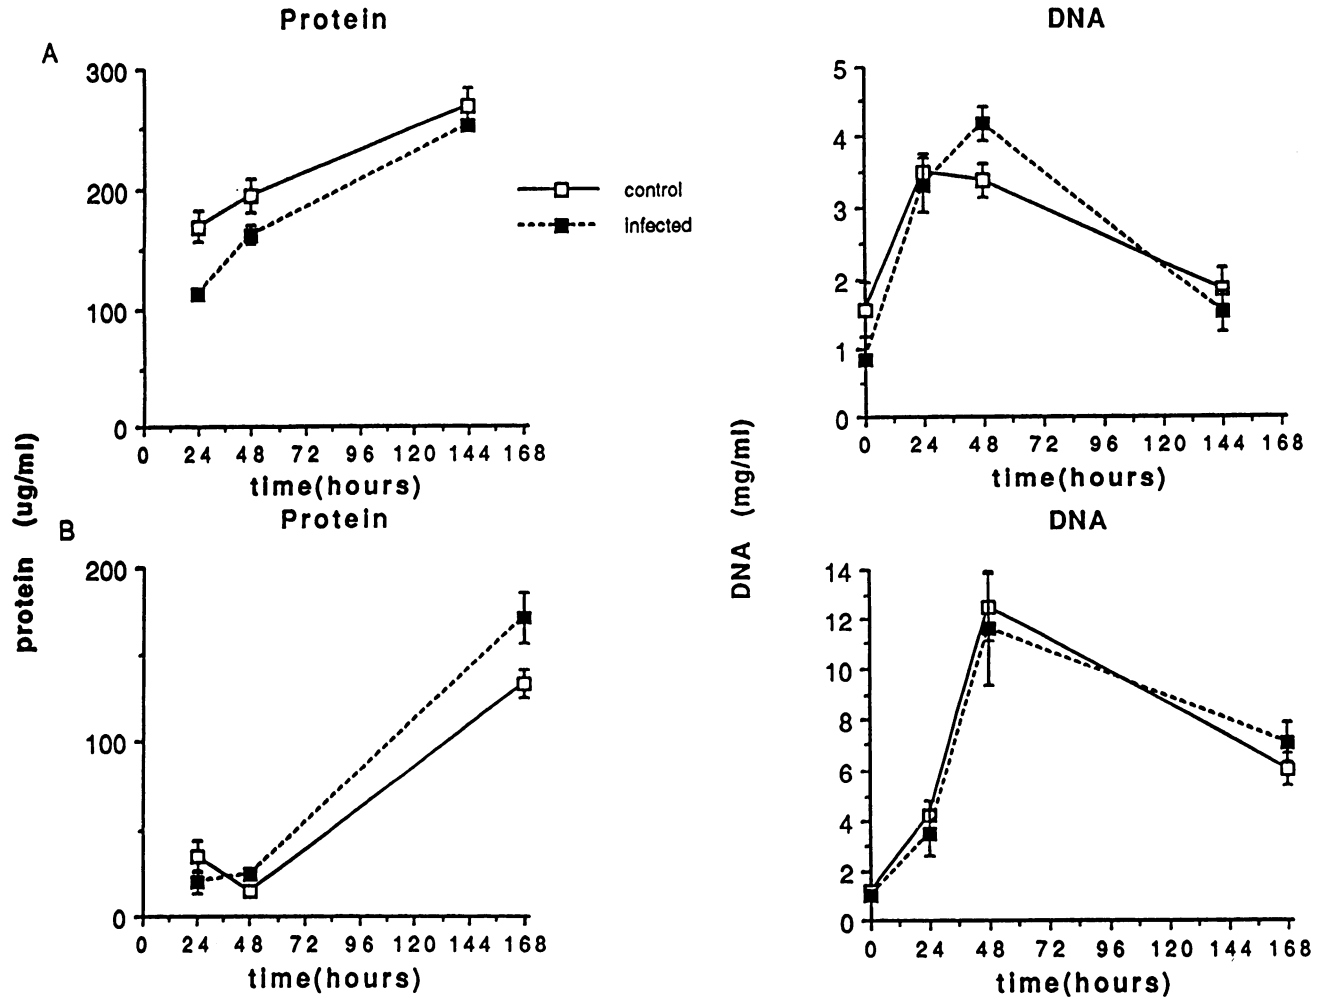 Protein
A
300
200
100
0
0 24 48 72 96 120 144 168
time(hours)
control
infected
DNA
5
4
3
2
1
0
0 24 48 72 96 120 144 168
time(hours)
protein (ug/ml)
DNA (mg/ml)
Protein
B
200
100
0
0 24 48 72 96 120 144 168
time(hours)
DNA
14
12
10
8
6
4
2
0
0 24 48 72 96 120 144 168
time(hours)